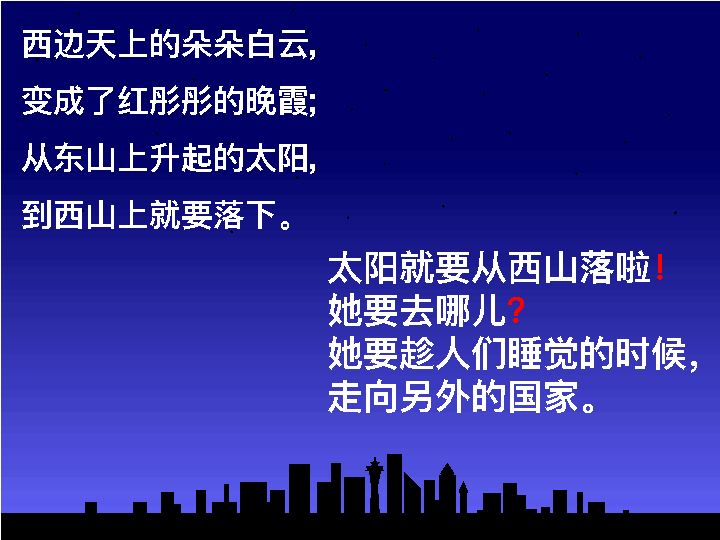 西边天上的朵朵白云,
变成了红彤彤的晚霞;
从东山上升起的太阳,
到西山上就要落下。
太阳就要从西山落啦!
她要去哪儿?
她要趁人们睡觉的时候，
走向另外的国家。